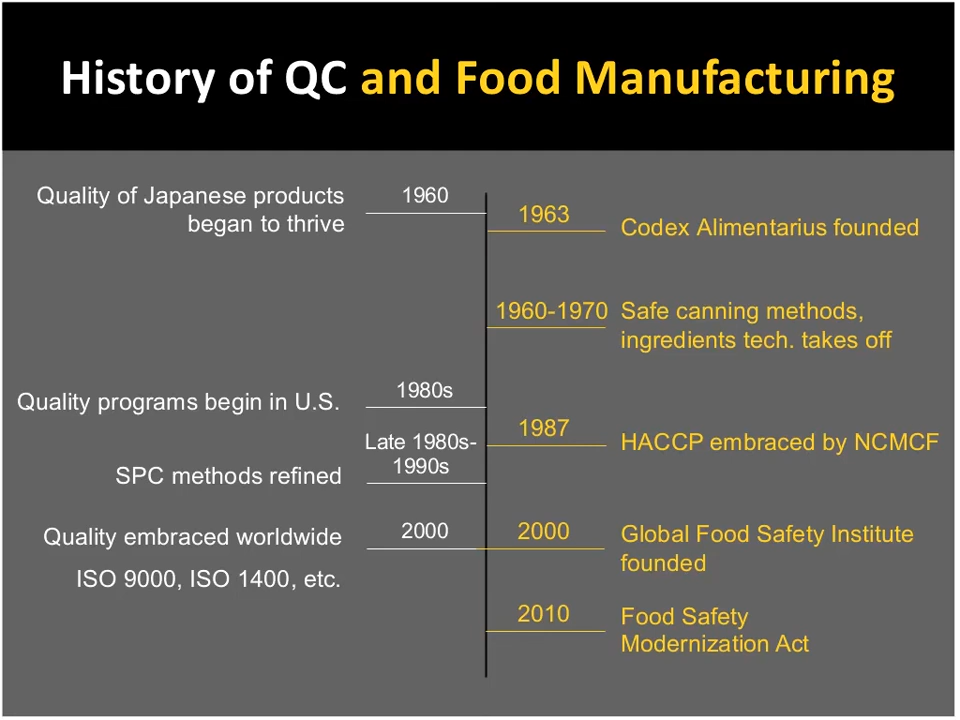 History of QC and Food Manufacturing
Quality of Japanese products
began to thrive
1960
1963
Codex Alimentarius founded
1960-1970
Safe canning methods,
ingredients tech. takes off
Quality programs begin in U.S.
1980s
1987
HACCP embraced by NCMCF
Late 1980s-
1990s
SPC methods refined
Quality embraced worldwide
ISO 9000, ISO 1400, etc.
2000
2000
Global Food Safety Institute
founded
2010
Food Safety
Modernization Act